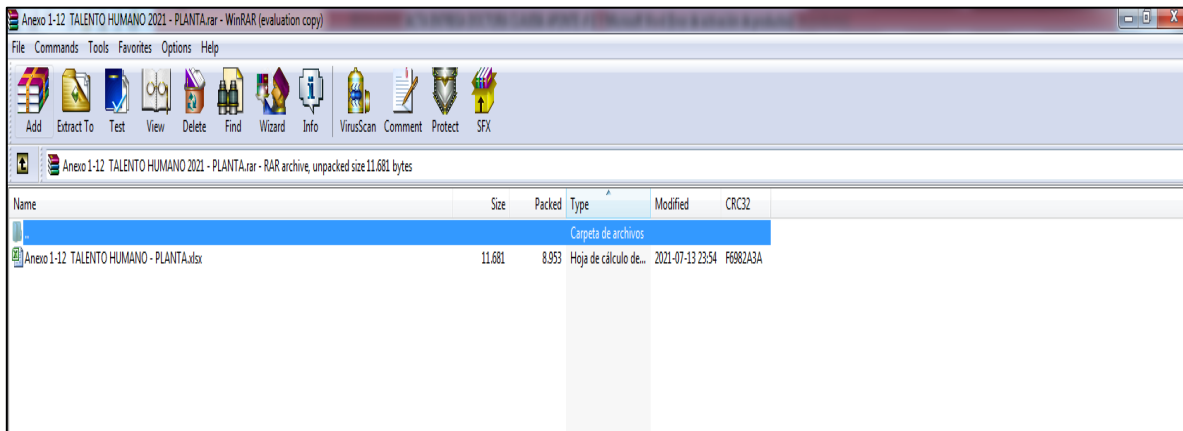 Anexo 1-12 TALENTO HUMANO 2021 - PLANTA.rar - WinRAR (evaluation copy)
File Commands Tools Favorites Options Help
Add Extract To Test View Delete Find Wizard Info VirusScan Comment Protect SFX
Anexo 1-12 TALENTO HUMANO 2021 - PLANTA.rar - RAR archive, unpacked size 11.681 bytes
Name Size Packed Type Modified CRC32
.. Carpeta de archivos
Anexo 1-12 TALENTO HUMANO - PLANTA.xlsx 11.681 8.953 Hoja de cálculo de... 2021-07-13 23:54 F6982A3A